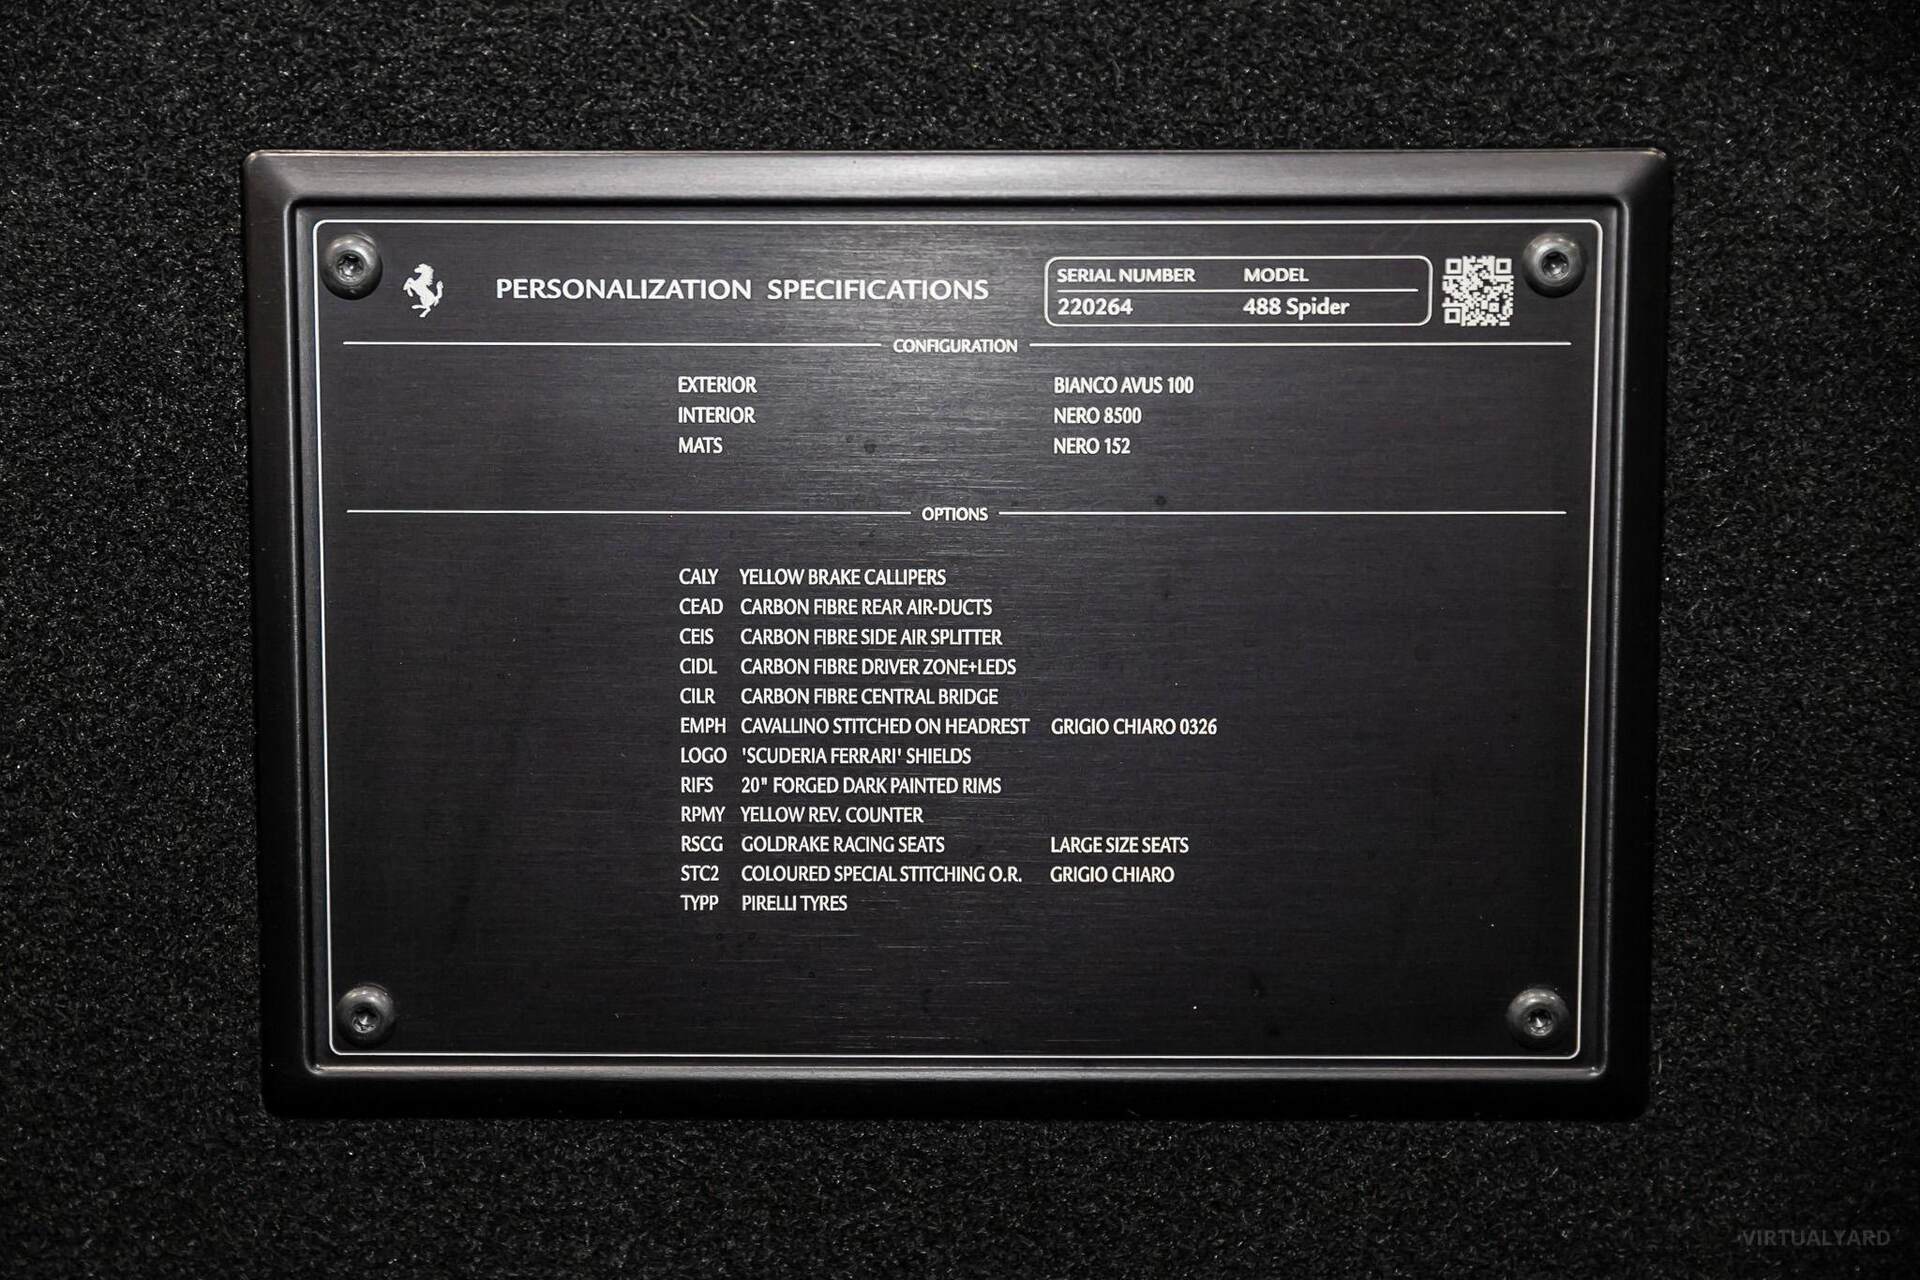 PERSONALIZATION SPECIFICATIONS
SERIAL NUMBER MODEL
220264 488 Spider
CONFIGURATION
EXTERIOR BIANCO AVUS 100
INTERIOR NERO 8500
MATS NERO 152
OPTIONS
CALY YELLOW BRAKE CALLIPERS
CEAD CARBON FIBRE REAR AIR-DUCTS
CEIS CARBON FIBRE SIDE AIR SPLITTER
CIDL CARBON FIBRE DRIVER ZONE+LEDS
CILR CARBON FIBRE CENTRAL BRIDGE
EMPH CAVALLINO STITCHED ON HEADREST GRIGIO CHIARO 0326
LOGO 'SCUDERIA FERRARI' SHIELDS
RIFS 20" FORGED DARK PAINTED RIMS
RPMY YELLOW REV. COUNTER
RSCG GOLDRAKE RACING SEATS LARGE SIZE SEATS
STC2 COLOURED SPECIAL STITCHING O.R. GRIGIO CHIARO
TYPP PIRELLI TYRES
VIRTUALYARD